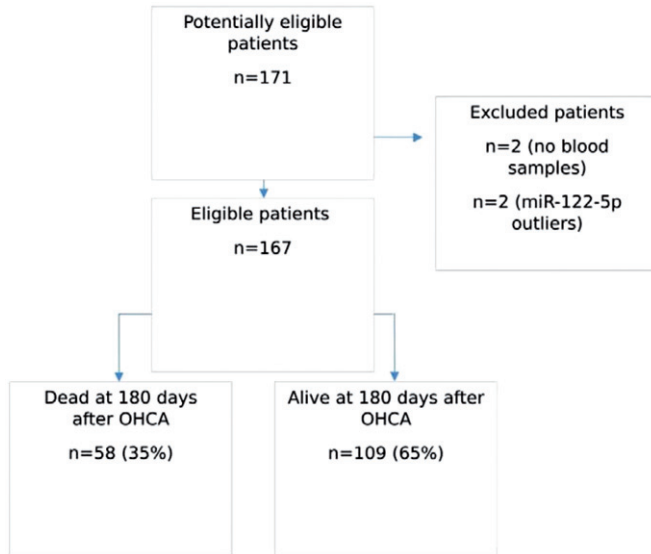 Potentially eligible
patients
n=171
Excluded patients
n=2 (no blood
samples)
n=2 (miR-122-5p
outliers)
Eligible patients
n=167
Dead at 180 days
after OHCA
n=58 (35%)
Alive at 180 days after
OHCA
n=109 (65%)